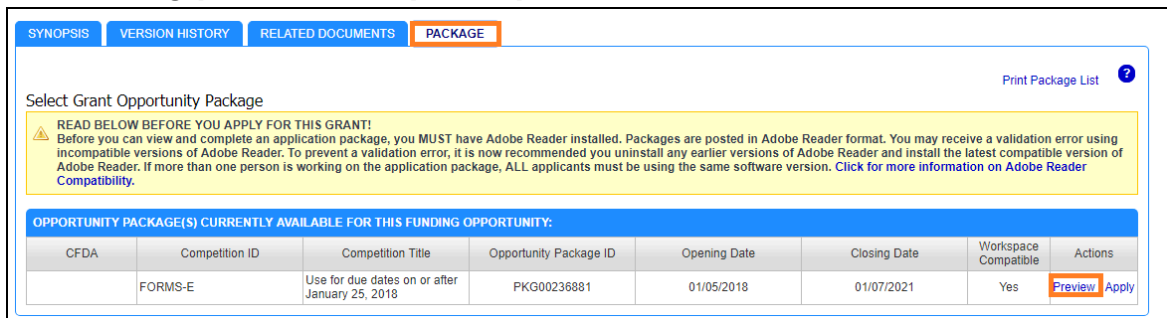 SYNOPSIS VERSION HISTORY RELATED DOCUMENTS PACKAGE
Print Package List ?
Select Grant Opportunity Package
READ BELOW BEFORE YOU APPLY FOR THIS GRANT!
Before you can view and complete an application package, you MUST have Adobe Reader installed. Packages are posted in Adobe Reader format. You may receive a validation error using
incompatible versions of Adobe Reader. To prevent a validation error, it is now recommended you uninstall any earlier versions of Adobe Reader and install the latest compatible version of
Adobe Reader. If more than one person is working on the application package, ALL applicants must be using the same software version. Click for more information on Adobe Reader
Compatibility.
OPPORTUNITY PACKAGE(S) CURRENTLY AVAILABLE FOR THIS FUNDING OPPORTUNITY:
CFDA Competition ID Competition Title Opportunity Package ID Opening Date Closing Date Workspace Compatible Actions
FORMS-E Use for due dates on or after January 25, 2018 PKG00236881 01/05/2018 01/07/2021 Yes Preview Apply